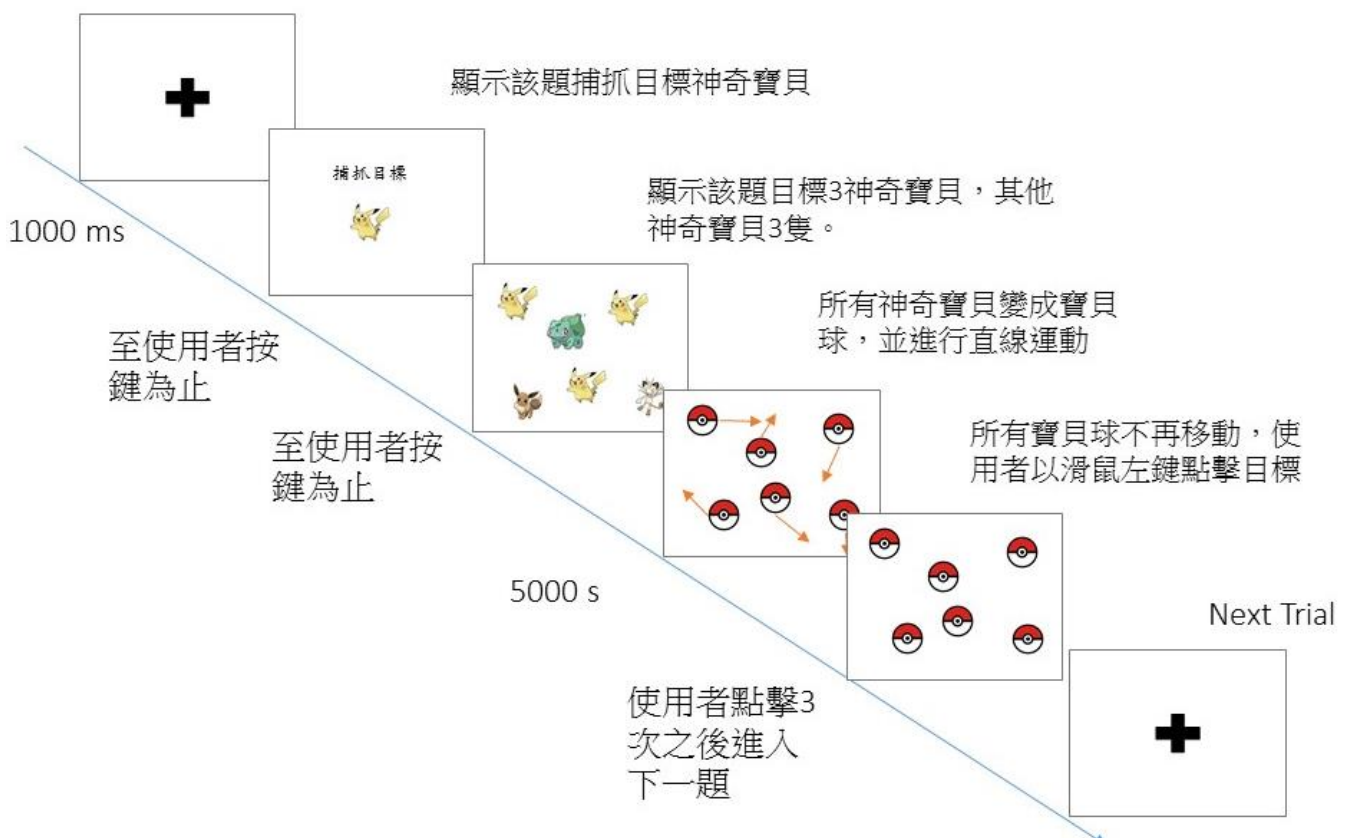 顯示該題捕抓目標神奇寶貝
捕抓目標
1000 ms
顯示該題目標3神奇寶貝，其他
神奇寶貝3隻。
至使用者按
鍵為止
所有神奇寶貝變成寶貝
球，並進行直線運動
至使用者按
鍵為止
所有寶貝球不再移動，使
用者以滑鼠左鍵點擊目標
5000 s
Next Trial
使用者點擊3
次之後進入
下一題